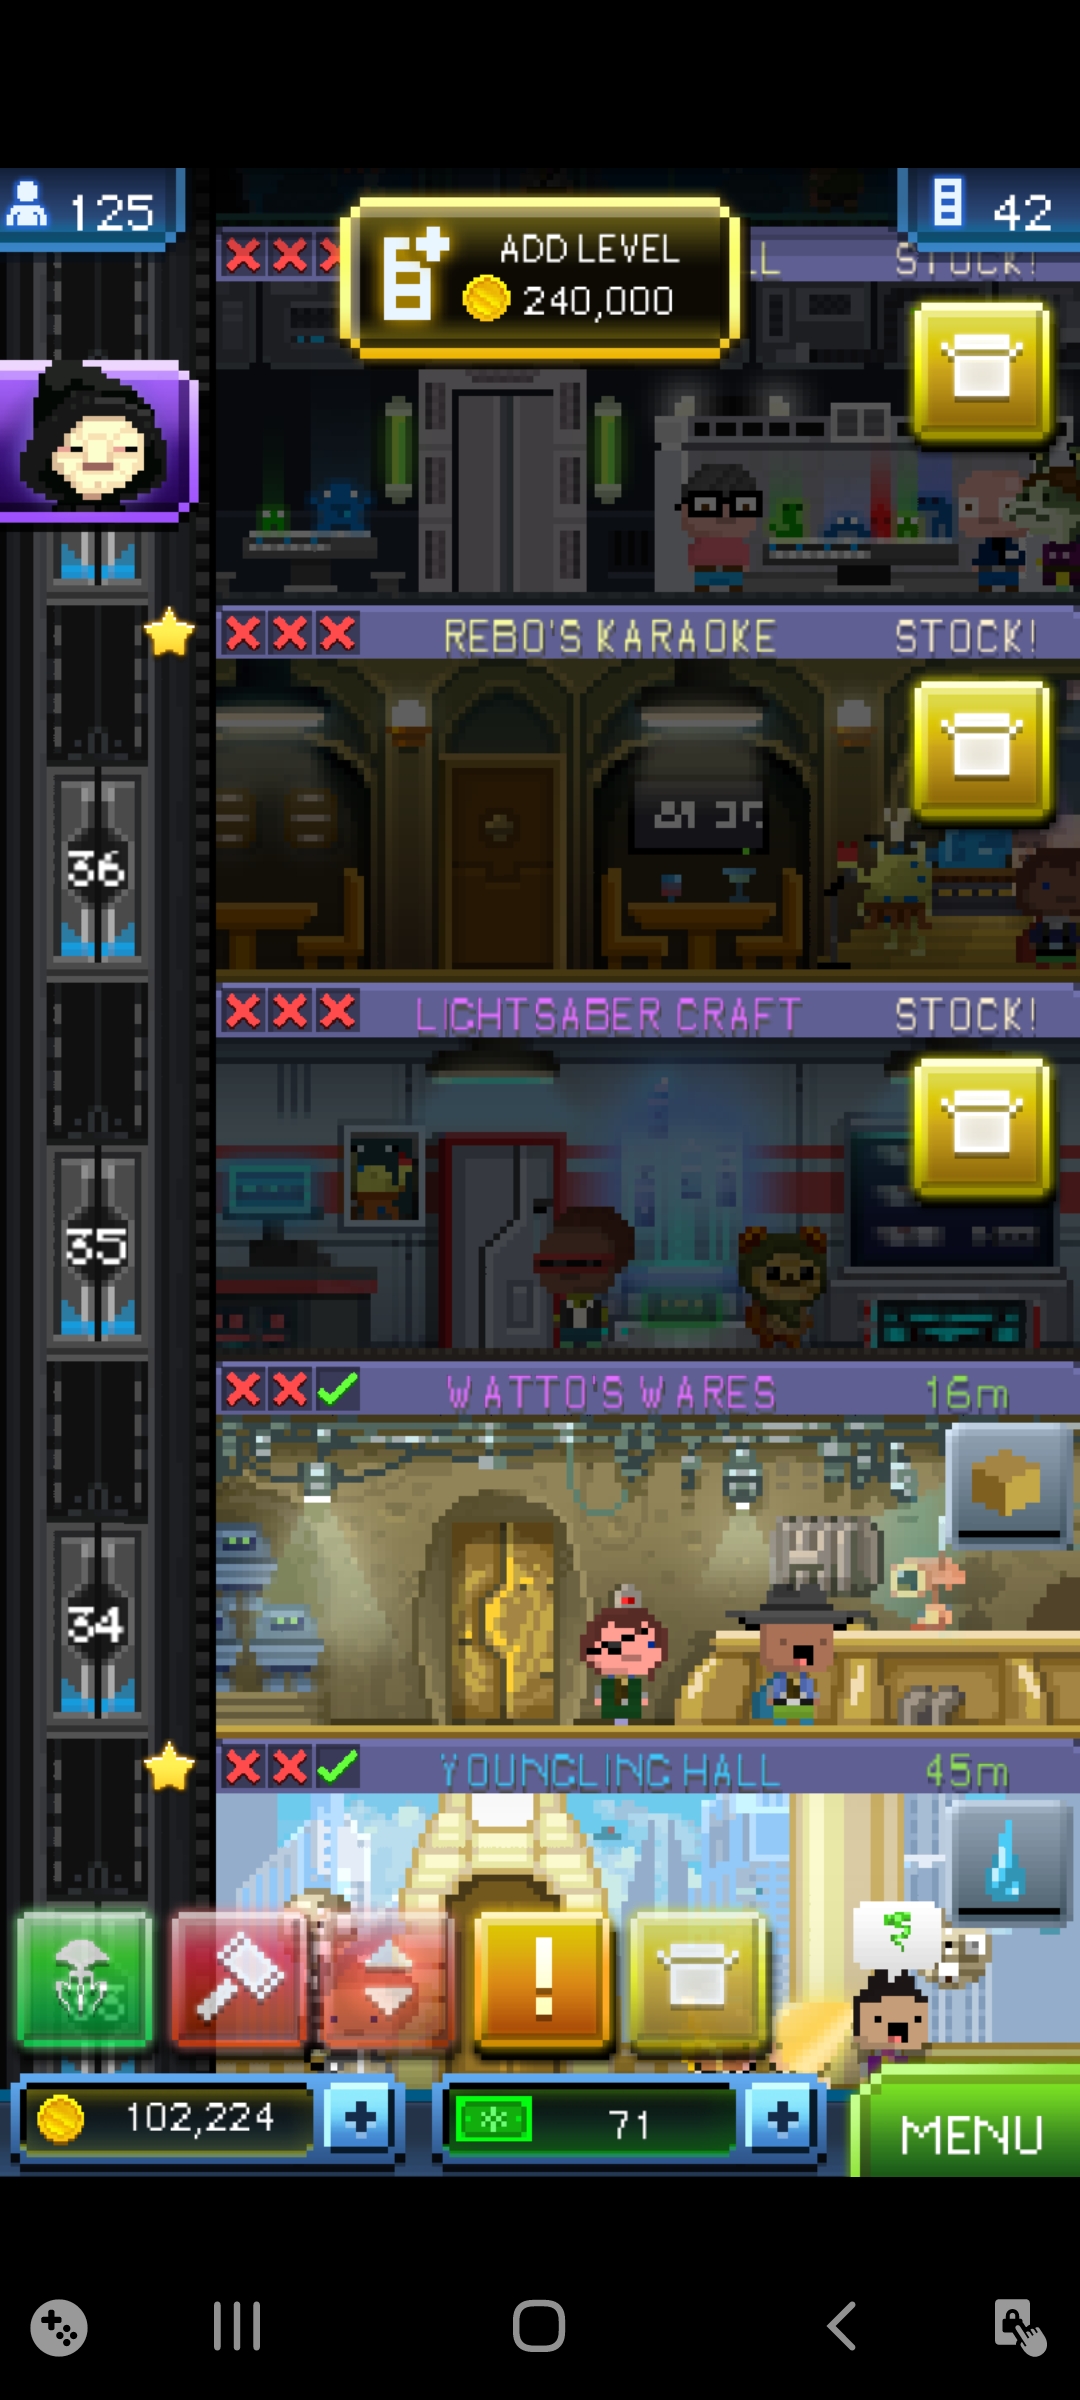 125
42
ADD LEVEL
240,000
STOCK!
REBO'S KARAOKE STOCK!
36
LIGHTSABER CRAFT STOCK!
35
WATTO'S WARES 16m
34
YOUNGLING HALL 45m
102,224
71
MENU